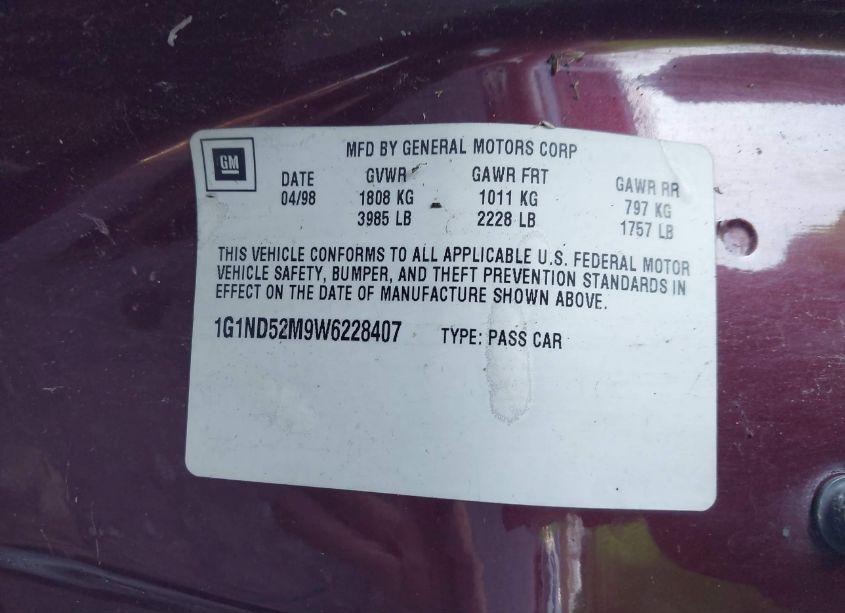 GM
MFD BY GENERAL MOTORS CORP
DATE GVWR GAWR FRT GAWR RR
04/98 1808 KG 1011 KG 797 KG
3985 LB 2228 LB 1757 LB
THIS VEHICLE CONFORMS TO ALL APPLICABLE U.S. FEDERAL MOTOR
VEHICLE SAFETY, BUMPER, AND THEFT PREVENTION STANDARDS IN
EFFECT ON THE DATE OF MANUFACTURE SHOWN ABOVE.
1G1ND52M9W6228407 TYPE: PASS CAR